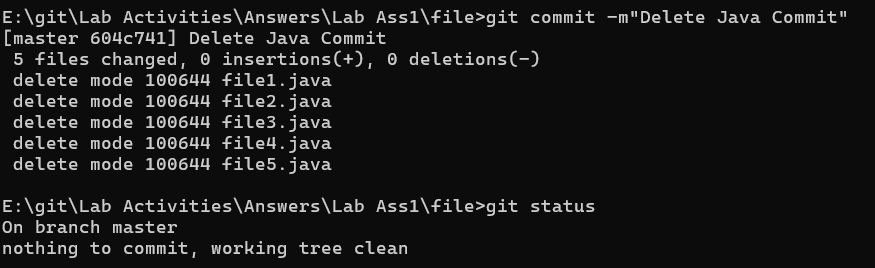 E:\git\Lab Activities\Answers\Lab Ass1\file>git commit -m"Delete Java Commit"
[master 604c741] Delete Java Commit
 5 files changed, 0 insertions(+), 0 deletions(-)
 delete mode 100644 file1.java
 delete mode 100644 file2.java
 delete mode 100644 file3.java
 delete mode 100644 file4.java
 delete mode 100644 file5.java
E:\git\Lab Activities\Answers\Lab Ass1\file>git status
On branch master
nothing to commit, working tree clean